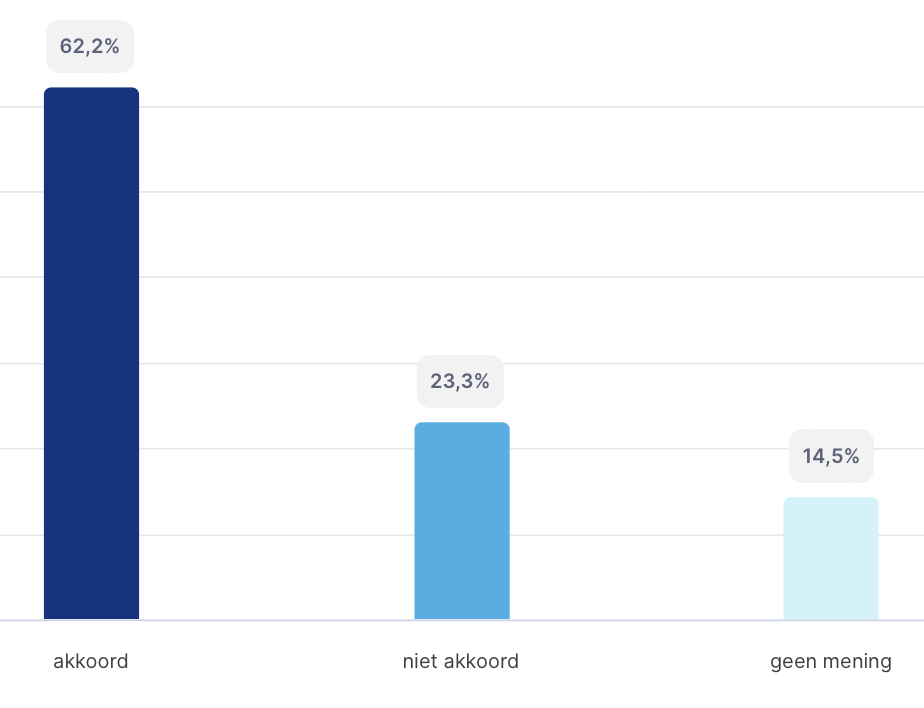 62,2%
23,3%
14,5%
akkoord
niet akkoord
geen mening